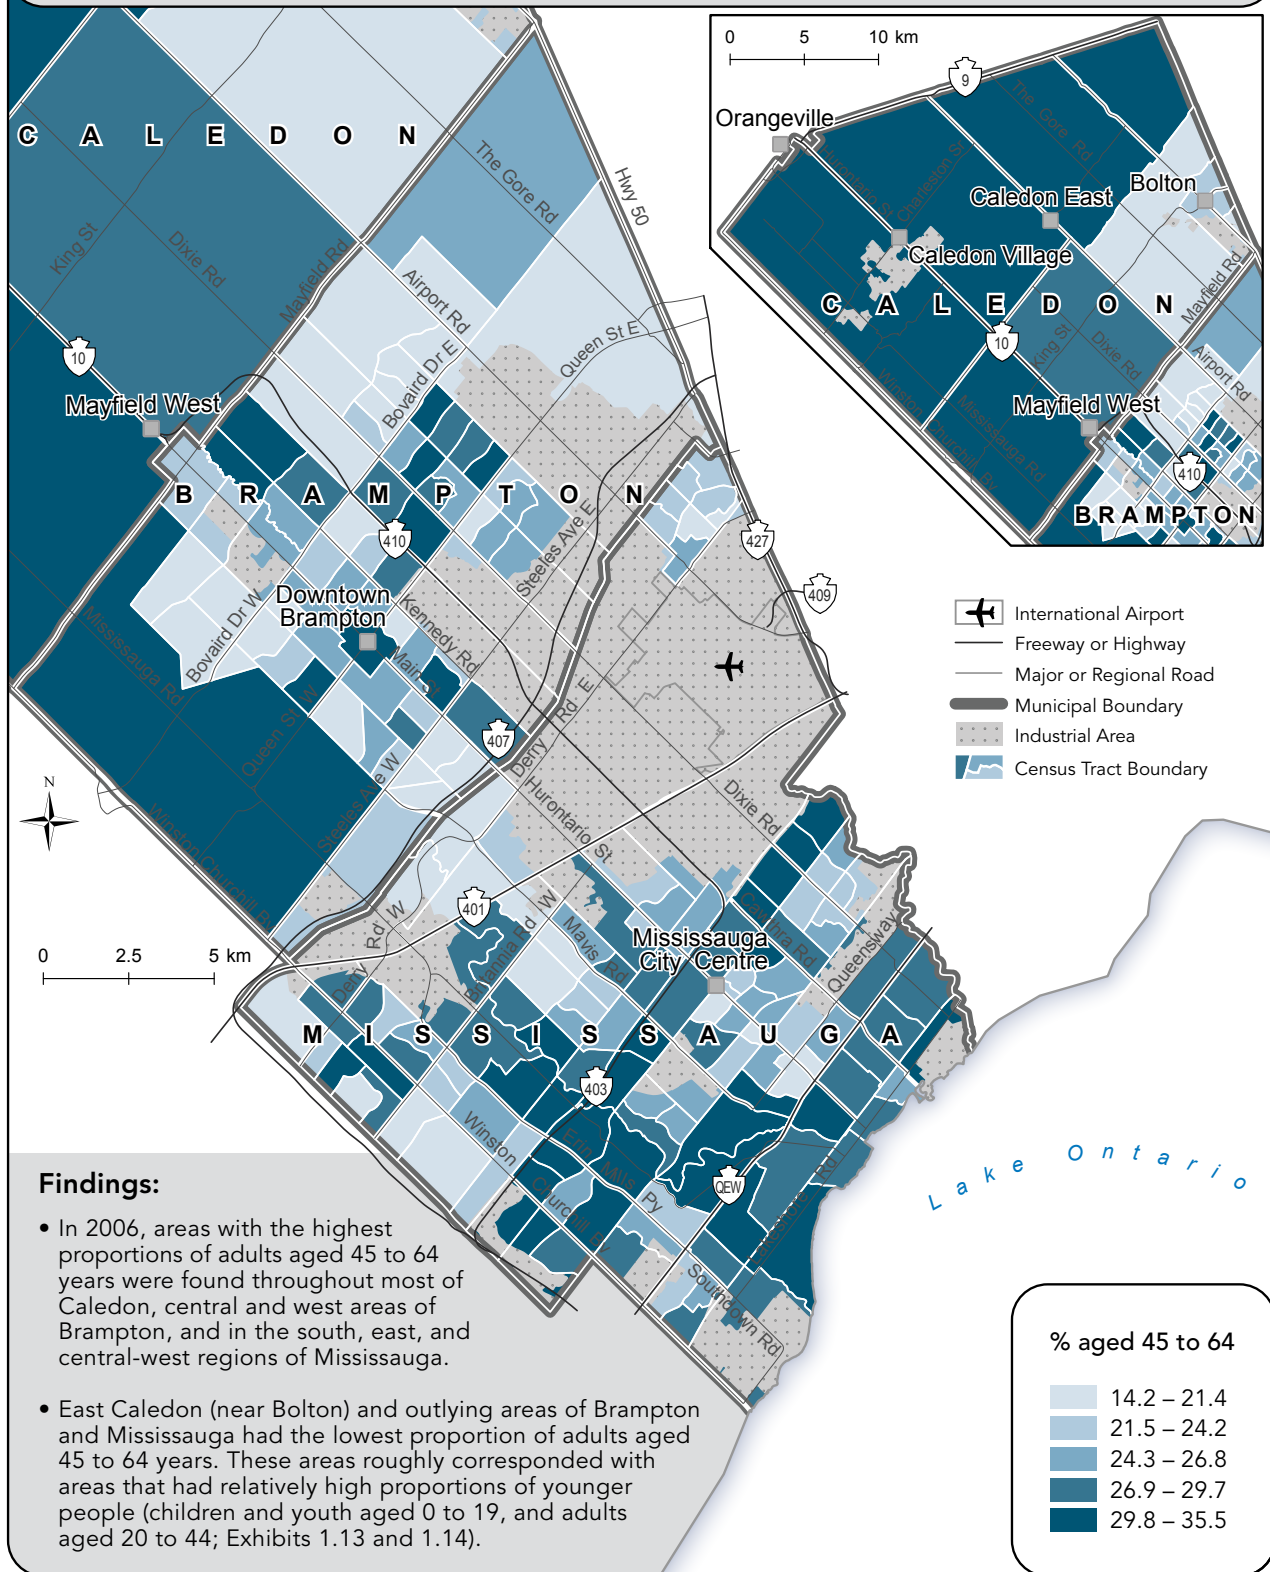 0 5 10 km
9
Orangeville
The Gore Rd
Hurontario St
Charleston St
Bolton
Caledon East
Caledon Village
CALEDON
Mayfield Rd
10
King St
Dixie Rd
Airport Rd
Winston Churchill Bv
Mississauga Rd
Mayfield West
410
BRAMPTON
CALEDON
The Gore Rd
Hwy 50
King St
Dixie Rd
Mayfield Rd
Airport Rd
Queen St E
10
Bovaird Dr E
Mayfield West
BRAMPTON
410
Steeles Ave E
427
409
Downtown
Brampton
Kennedy Rd
Main St
Mississauga Rd
Bovaird Dr W
Queen St W
407
Derry Rd E
Steeles Ave W
Hurontario St
Dixie Rd
Winston Churchill Bv
N
International Airport
Freeway or Highway
Major or Regional Road
Municipal Boundary
Industrial Area
Census Tract Boundary
401
Derry Rd W
Britannia Rd W
Mavis Rd
Cawthra Rd
Queensway
Mississauga
City Centre
0 2.5 5 km
MISSISSAUGA
403
Winston Churchill Bv
Erin Mills Py
QEW
Lakeshore Rd
Southdown Rd
Lake Ontario
Findings:
• In 2006, areas with the highest
proportions of adults aged 45 to 64
years were found throughout most of
Caledon, central and west areas of
Brampton, and in the south, east, and
central-west regions of Mississauga.
• East Caledon (near Bolton) and outlying areas of Brampton
and Mississauga had the lowest proportion of adults aged
45 to 64 years. These areas roughly corresponded with
areas that had relatively high proportions of younger
people (children and youth aged 0 to 19, and adults
aged 20 to 44; Exhibits 1.13 and 1.14).
% aged 45 to 64
14.2 – 21.4
21.5 – 24.2
24.3 – 26.8
26.9 – 29.7
29.8 – 35.5